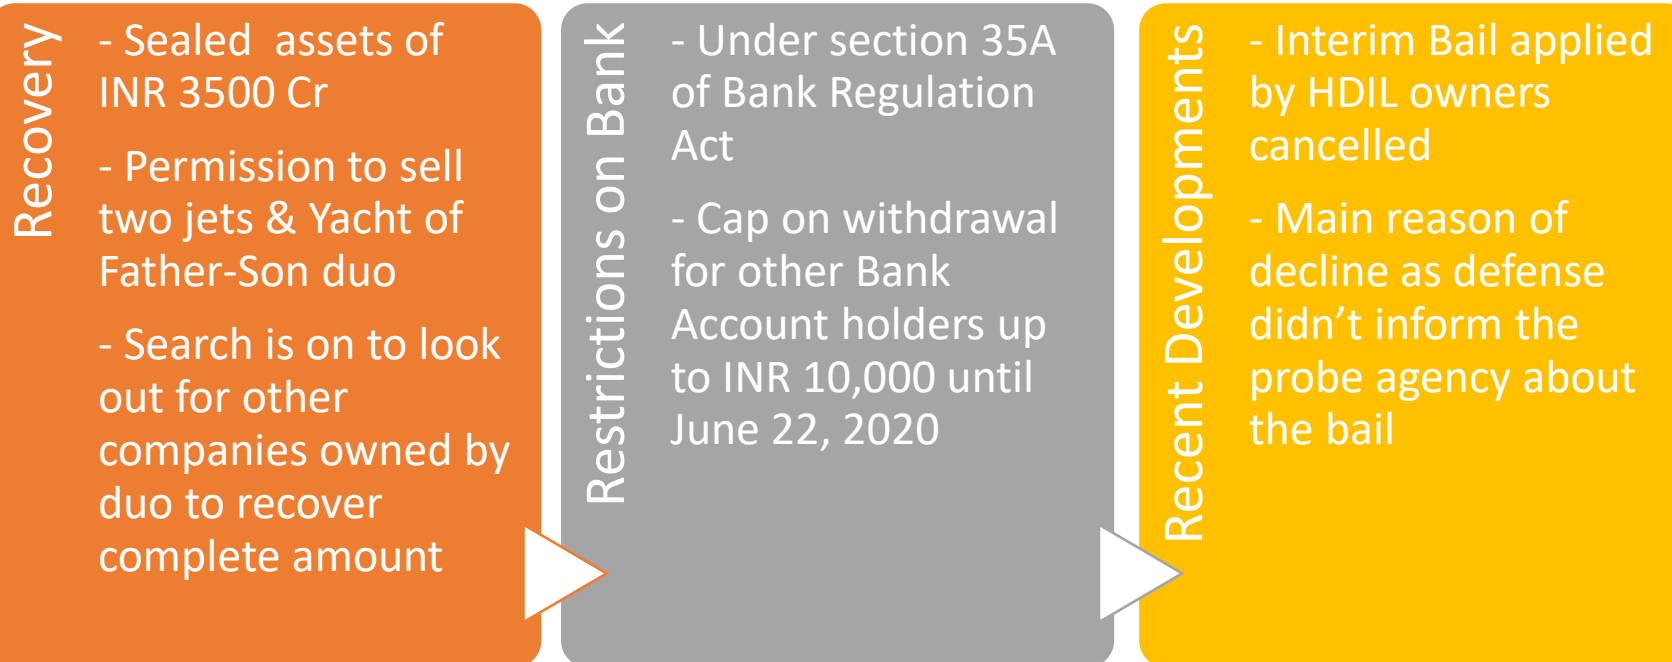 Recovery
- Sealed  assets of
INR 3500 Cr
- Permission to sell
two jets & Yacht of
Father-Son duo
- Search is on to look
out for other
companies owned by
duo to recover
complete amount
Restrictions on Bank
- Under section 35A
of Bank Regulation
Act
- Cap on withdrawal
for other Bank
Account holders up
to INR 10,000 until
June 22, 2020
Recent Developments
- Interim Bail applied
by HDIL owners
cancelled
- Main reason of
decline as defense
didn’t inform the
probe agency about
the bail